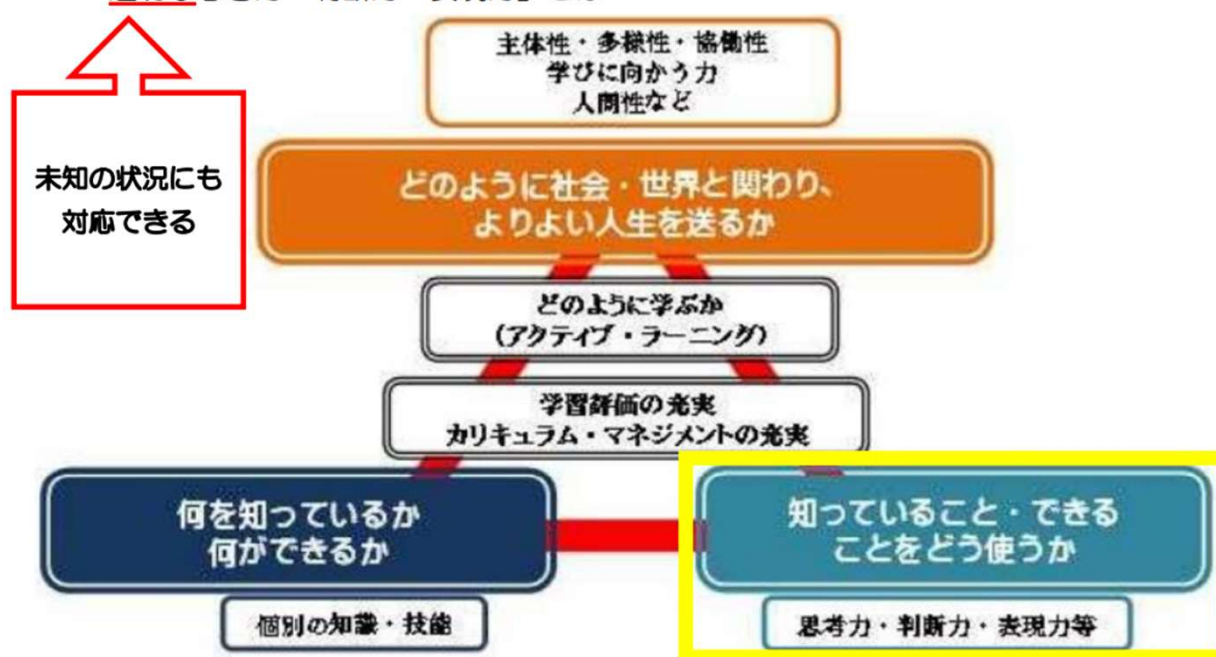 主体性・多様性・協働性
学びに向かう力
人間性など
未知の状況にも
対応できる
どのように社会・世界と関わり、
よりよい人生を送るか
どのように学ぶか
(アクティブ・ラーニング)
学習評価の充実
カリキュラム・マネジメントの充実
何を知っているか
何ができるか
知っていること・できる
ことをどう使うか
個別の知識・技能
思考力・判断力・表現力等